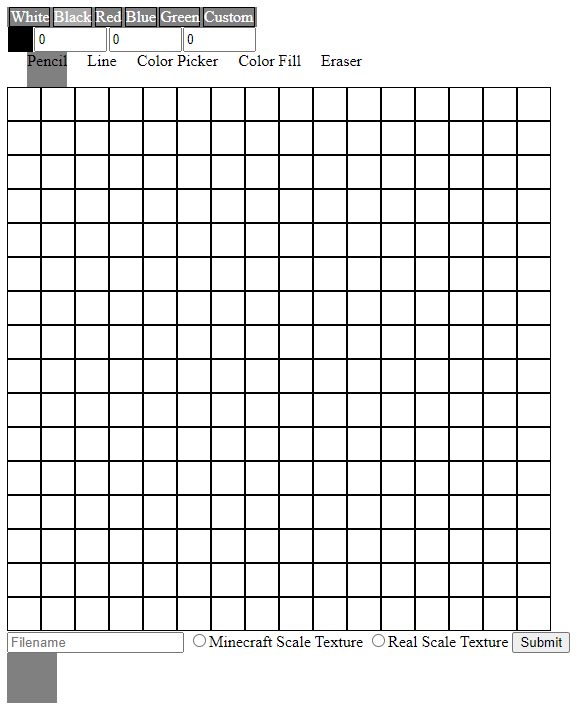 White Black Red Blue Green Custom
0 0 0
Pencil Line Color Picker Color Fill Eraser
Filename Minecraft Scale Texture Real Scale Texture Submit